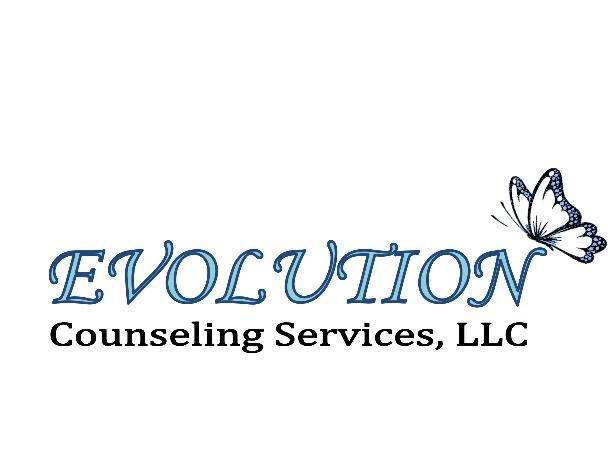 EVOLUTION
Counseling Services, LLC